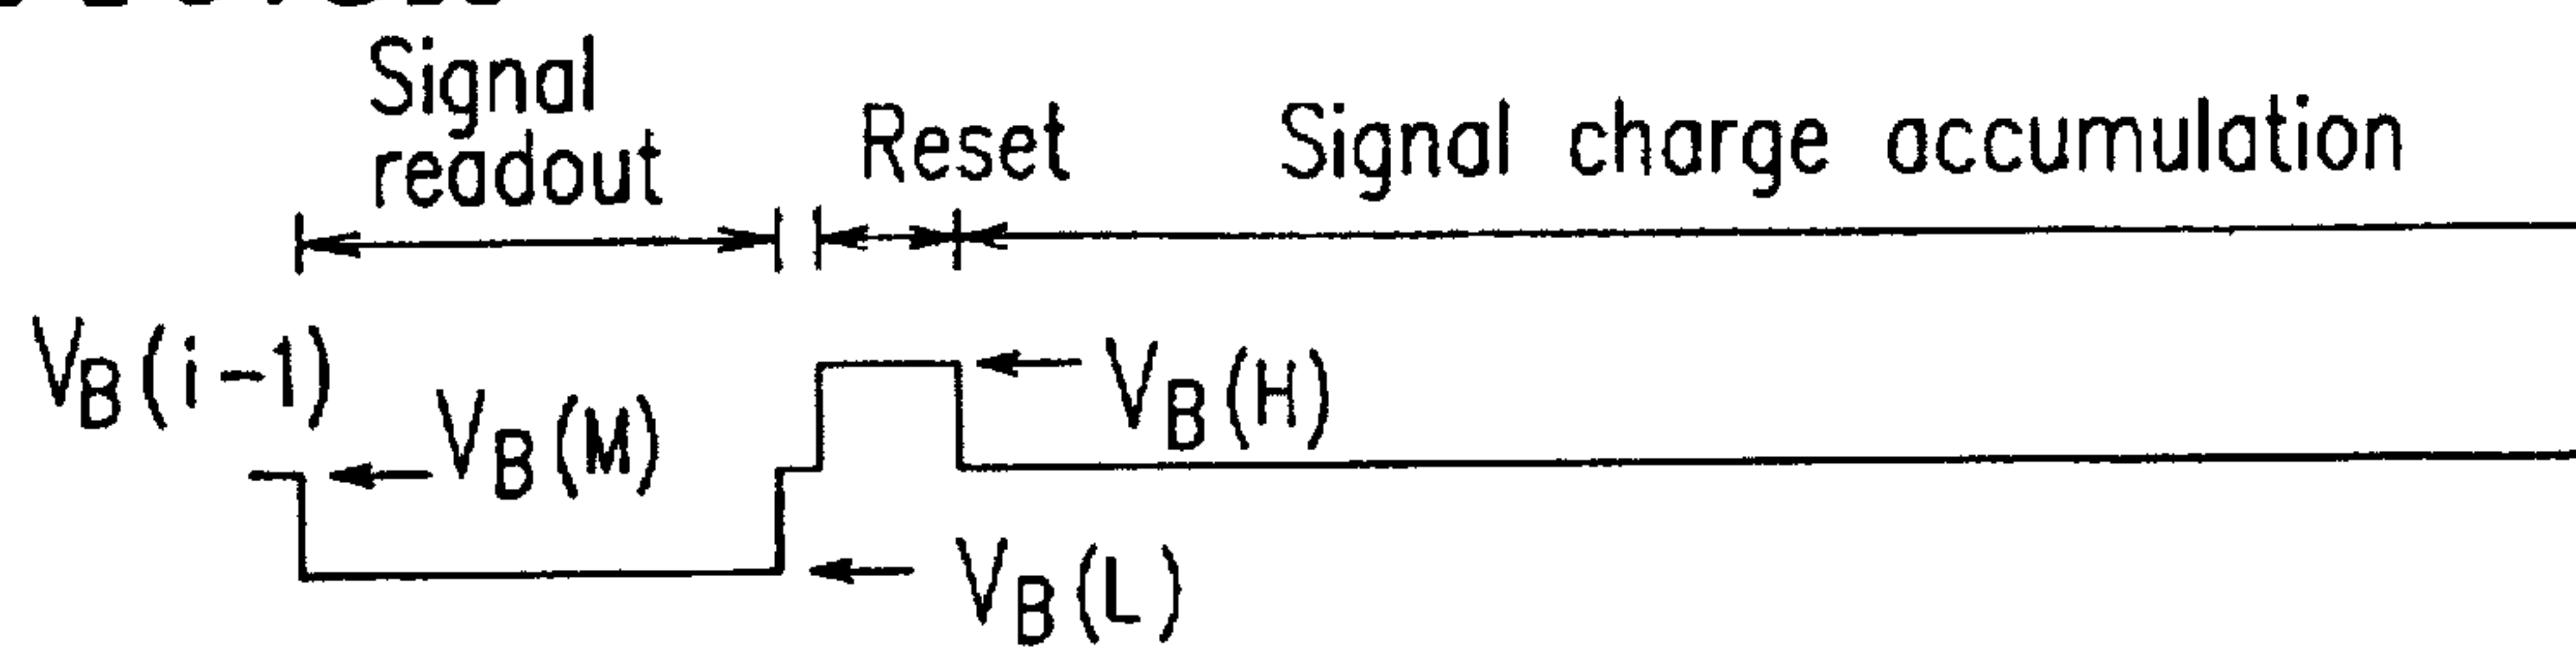 Signal
readout
Reset
Signal charge accumulation
V_B(i-1)
V_B(M)
V_B(H)
V_B(L)